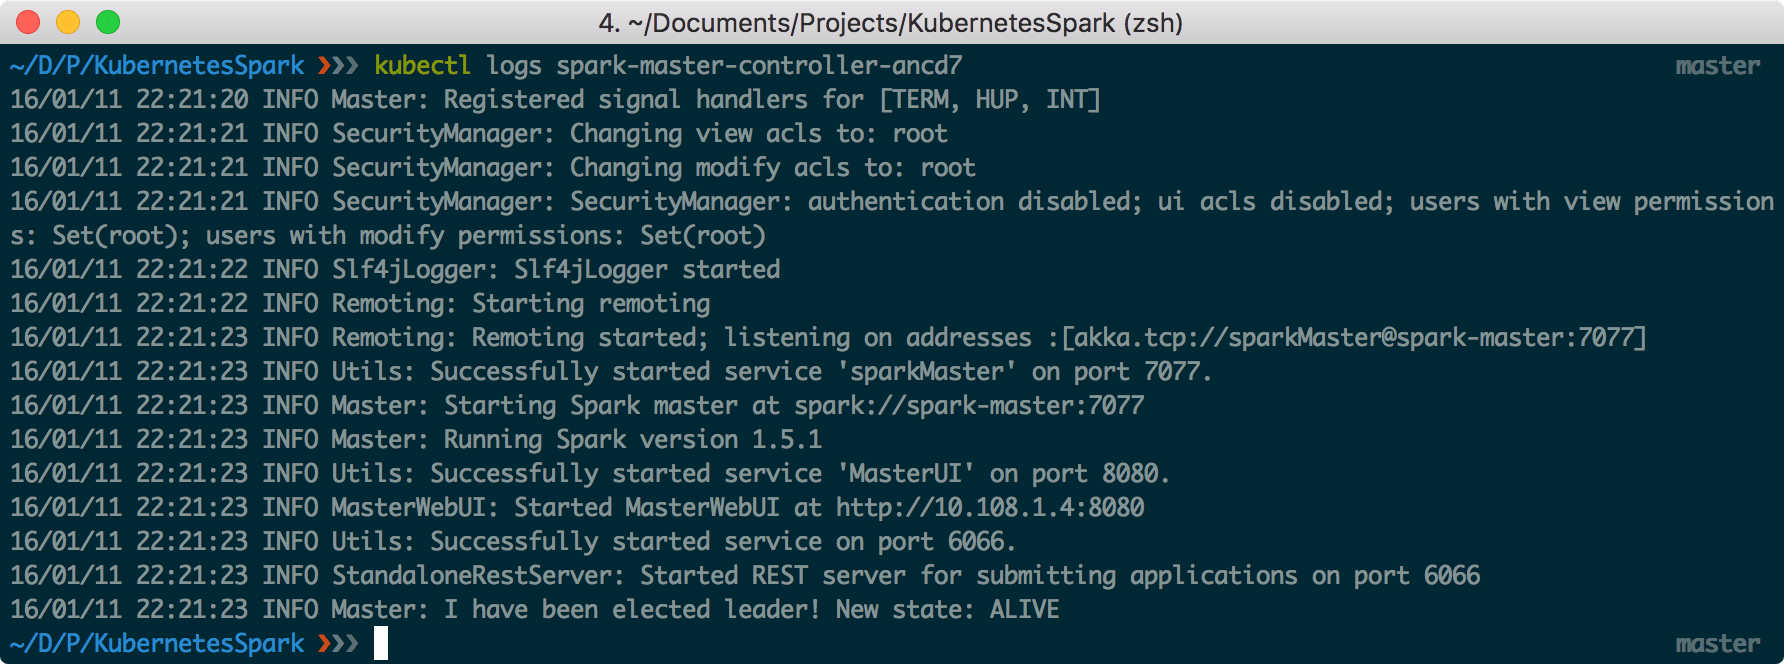 4. ~/Documents/Projects/KubernetesSpark (zsh)
~/D/P/KubernetesSpark ❯❯❯ kubectl logs spark-master-controller-ancd7 master
16/01/11 22:21:20 INFO Master: Registered signal handlers for [TERM, HUP, INT]
16/01/11 22:21:21 INFO SecurityManager: Changing view acls to: root
16/01/11 22:21:21 INFO SecurityManager: Changing modify acls to: root
16/01/11 22:21:21 INFO SecurityManager: SecurityManager: authentication disabled; ui acls disabled; users with view permission
s: Set(root); users with modify permissions: Set(root)
16/01/11 22:21:22 INFO Slf4jLogger: Slf4jLogger started
16/01/11 22:21:22 INFO Remoting: Starting remoting
16/01/11 22:21:23 INFO Remoting: Remoting started; listening on addresses :[akka.tcp://sparkMaster@spark-master:7077]
16/01/11 22:21:23 INFO Utils: Successfully started service 'sparkMaster' on port 7077.
16/01/11 22:21:23 INFO Master: Starting Spark master at spark://spark-master:7077
16/01/11 22:21:23 INFO Master: Running Spark version 1.5.1
16/01/11 22:21:23 INFO Utils: Successfully started service 'MasterUI' on port 8080.
16/01/11 22:21:23 INFO MasterWebUI: Started MasterWebUI at http://10.108.1.4:8080
16/01/11 22:21:23 INFO Utils: Successfully started service on port 6066.
16/01/11 22:21:23 INFO StandaloneRestServer: Started REST server for submitting applications on port 6066
16/01/11 22:21:23 INFO Master: I have been elected leader! New state: ALIVE
~/D/P/KubernetesSpark ❯❯❯ master